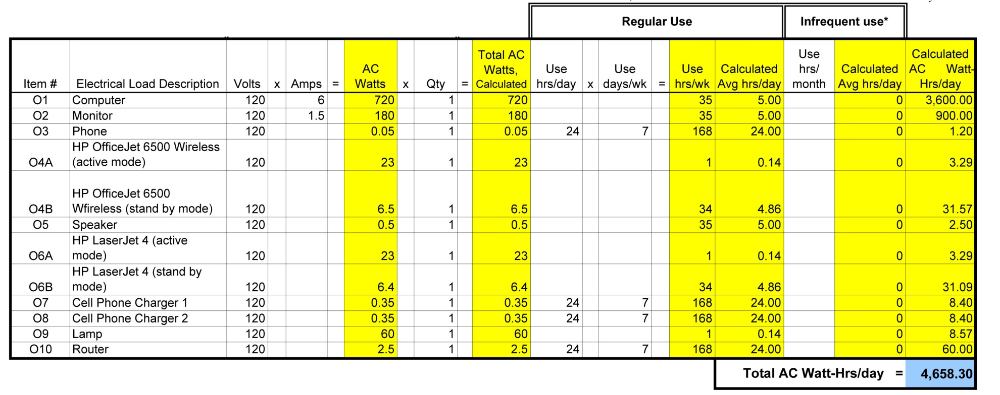 Regular Use Infrequent use*
Item # Electrical Load Description Volts x Amps = AC Watts x Qty = Total AC Watts, Calculated Use hrs/day x Use days/wk = Use hrs/wk Calculated Avg hrs/day Use hrs/ month Calculated Avg hrs/day Calculated AC Watt-Hrs/day
O1 Computer 120 6 720 1 720 35 5.00 0 3,600.00
O2 Monitor 120 1.5 180 1 180 35 5.00 0 900.00
O3 Phone 120 0.05 1 0.05 24 7 168 24.00 0 1.20
HP OfficeJet 6500 Wireless
O4A (active mode) 120 23 1 23 1 0.14 0 3.29
HP OfficeJet 6500
O4B Wfireless (stand by mode) 120 6.5 1 6.5 34 4.86 0 31.57
O5 Speaker 120 0.5 1 0.5 35 5.00 0 2.50
HP LaserJet 4 (active
O6A mode) 120 23 1 23 1 0.14 0 3.29
HP LaserJet 4 (stand by
O6B mode) 120 6.4 1 6.4 34 4.86 0 31.09
O7 Cell Phone Charger 1 120 0.35 1 0.35 24 7 168 24.00 0 8.40
O8 Cell Phone Charger 2 120 0.35 1 0.35 24 7 168 24.00 0 8.40
O9 Lamp 120 60 1 60 1 0.14 0 8.57
O10 Router 120 2.5 1 2.5 24 7 168 24.00 0 60.00
Total AC Watt-Hrs/day = 4,658.30